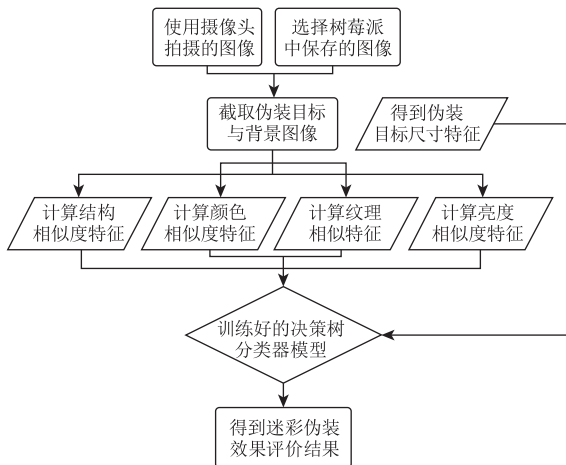 使用摄像头
拍摄的图像
选择树莓派
中保存的图像
截取伪装目标
与背景图像
得到伪装
目标尺寸特征
计算结构
相似度特征
计算颜色
相似度特征
计算纹理
相似特征
计算亮度
相似度特征
训练好的决策树
分类器模型
得到迷彩伪装
效果评价结果